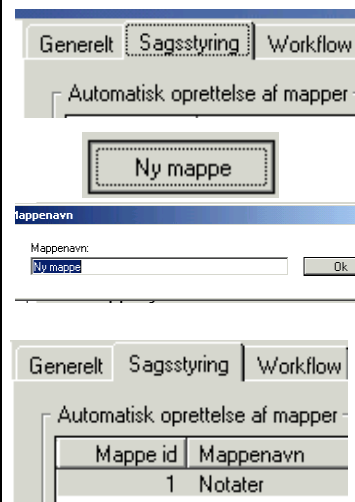 Generelt Sagsstyring Workflow
Automatisk oprettelse af mapper
Ny mappe
Mappenavn
Mappenavn:
Ny mappe Ok
Generelt Sagsstyring Workflow
Automatisk oprettelse af mapper
Mappe id Mappenavn
1 Notater